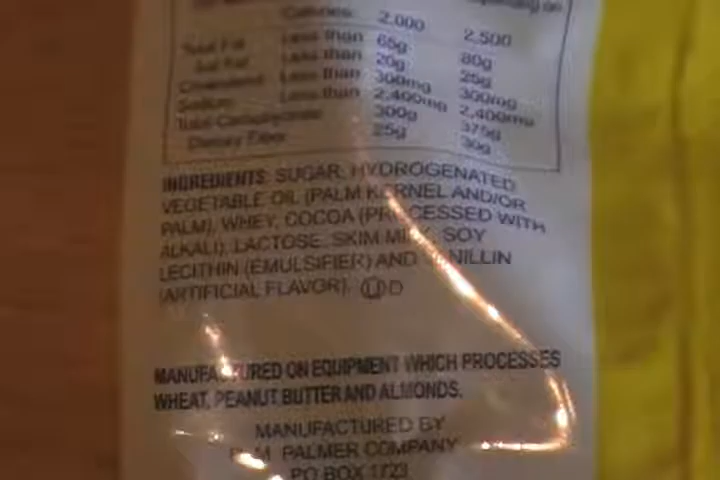 Calories: 2,000 2,500
Total Fat Less than 65g 80g
Sat Fat Less than 20g 25g
Cholesterol Less than 300mg 300mg
Sodium Less than 2,400mg 2,400mg
Total Carbohydrate 300g 375g
Dietary Fiber 25g 30g
INGREDIENTS: SUGAR, HYDROGENATED
VEGETABLE OIL (PALM KERNEL AND/OR
PALM), WHEY, COCOA (PROCESSED WITH
ALKALI), LACTOSE, SKIM MILK, SOY
LECITHIN (EMULSIFIER) AND VANILLIN
(ARTIFICIAL FLAVOR). U D
MANUFACTURED ON EQUIPMENT WHICH PROCESSES
WHEAT, PEANUT BUTTER AND ALMONDS.
MANUFACTURED BY
R.M. PALMER COMPANY
PO BOX 1723